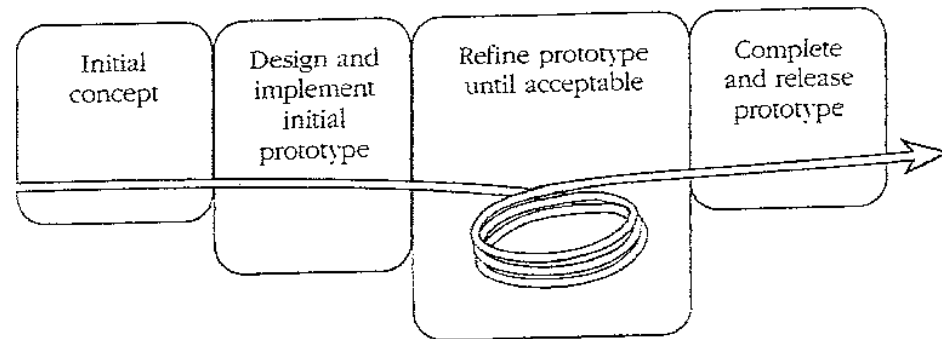 Initial
concept
Design and
implement
initial
prototype
Refine prototype
until acceptable
Complete
and release
prototype